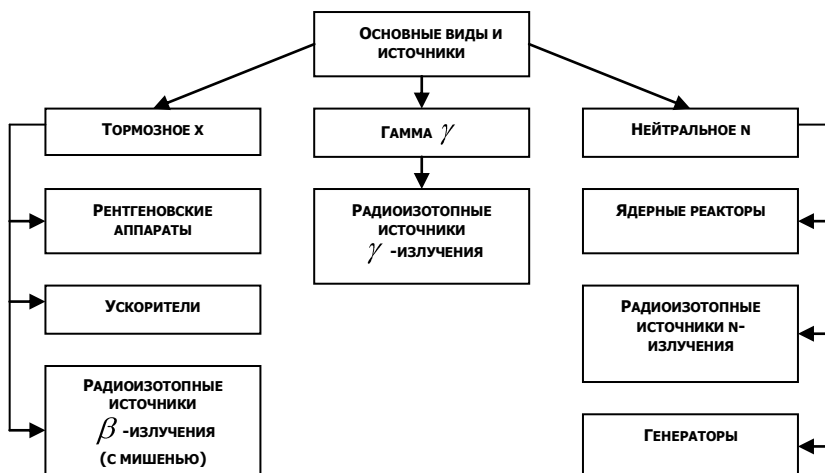 ОСНОВНЫЕ ВИДЫ И
ИСТОЧНИКИ
ТОРМОЗНОЕ X
РЕНТГЕНОВСКИЕ
АППАРАТЫ
УСКОРИТЕЛИ
РАДИОИЗОТОПНЫЕ
ИСТОЧНИКИ
β -ИЗЛУЧЕНИЯ
(С МИШЕНЬЮ)
ГАММА γ
РАДИОИЗОТОПНЫЕ
ИСТОЧНИКИ
γ -ИЗЛУЧЕНИЯ
НЕЙТРАЛЬНОЕ N
ЯДЕРНЫЕ РЕАКТОРЫ
РАДИОИЗОТОПНЫЕ
ИСТОЧНИКИ N-
ИЗЛУЧЕНИЯ
ГЕНЕРАТОРЫ